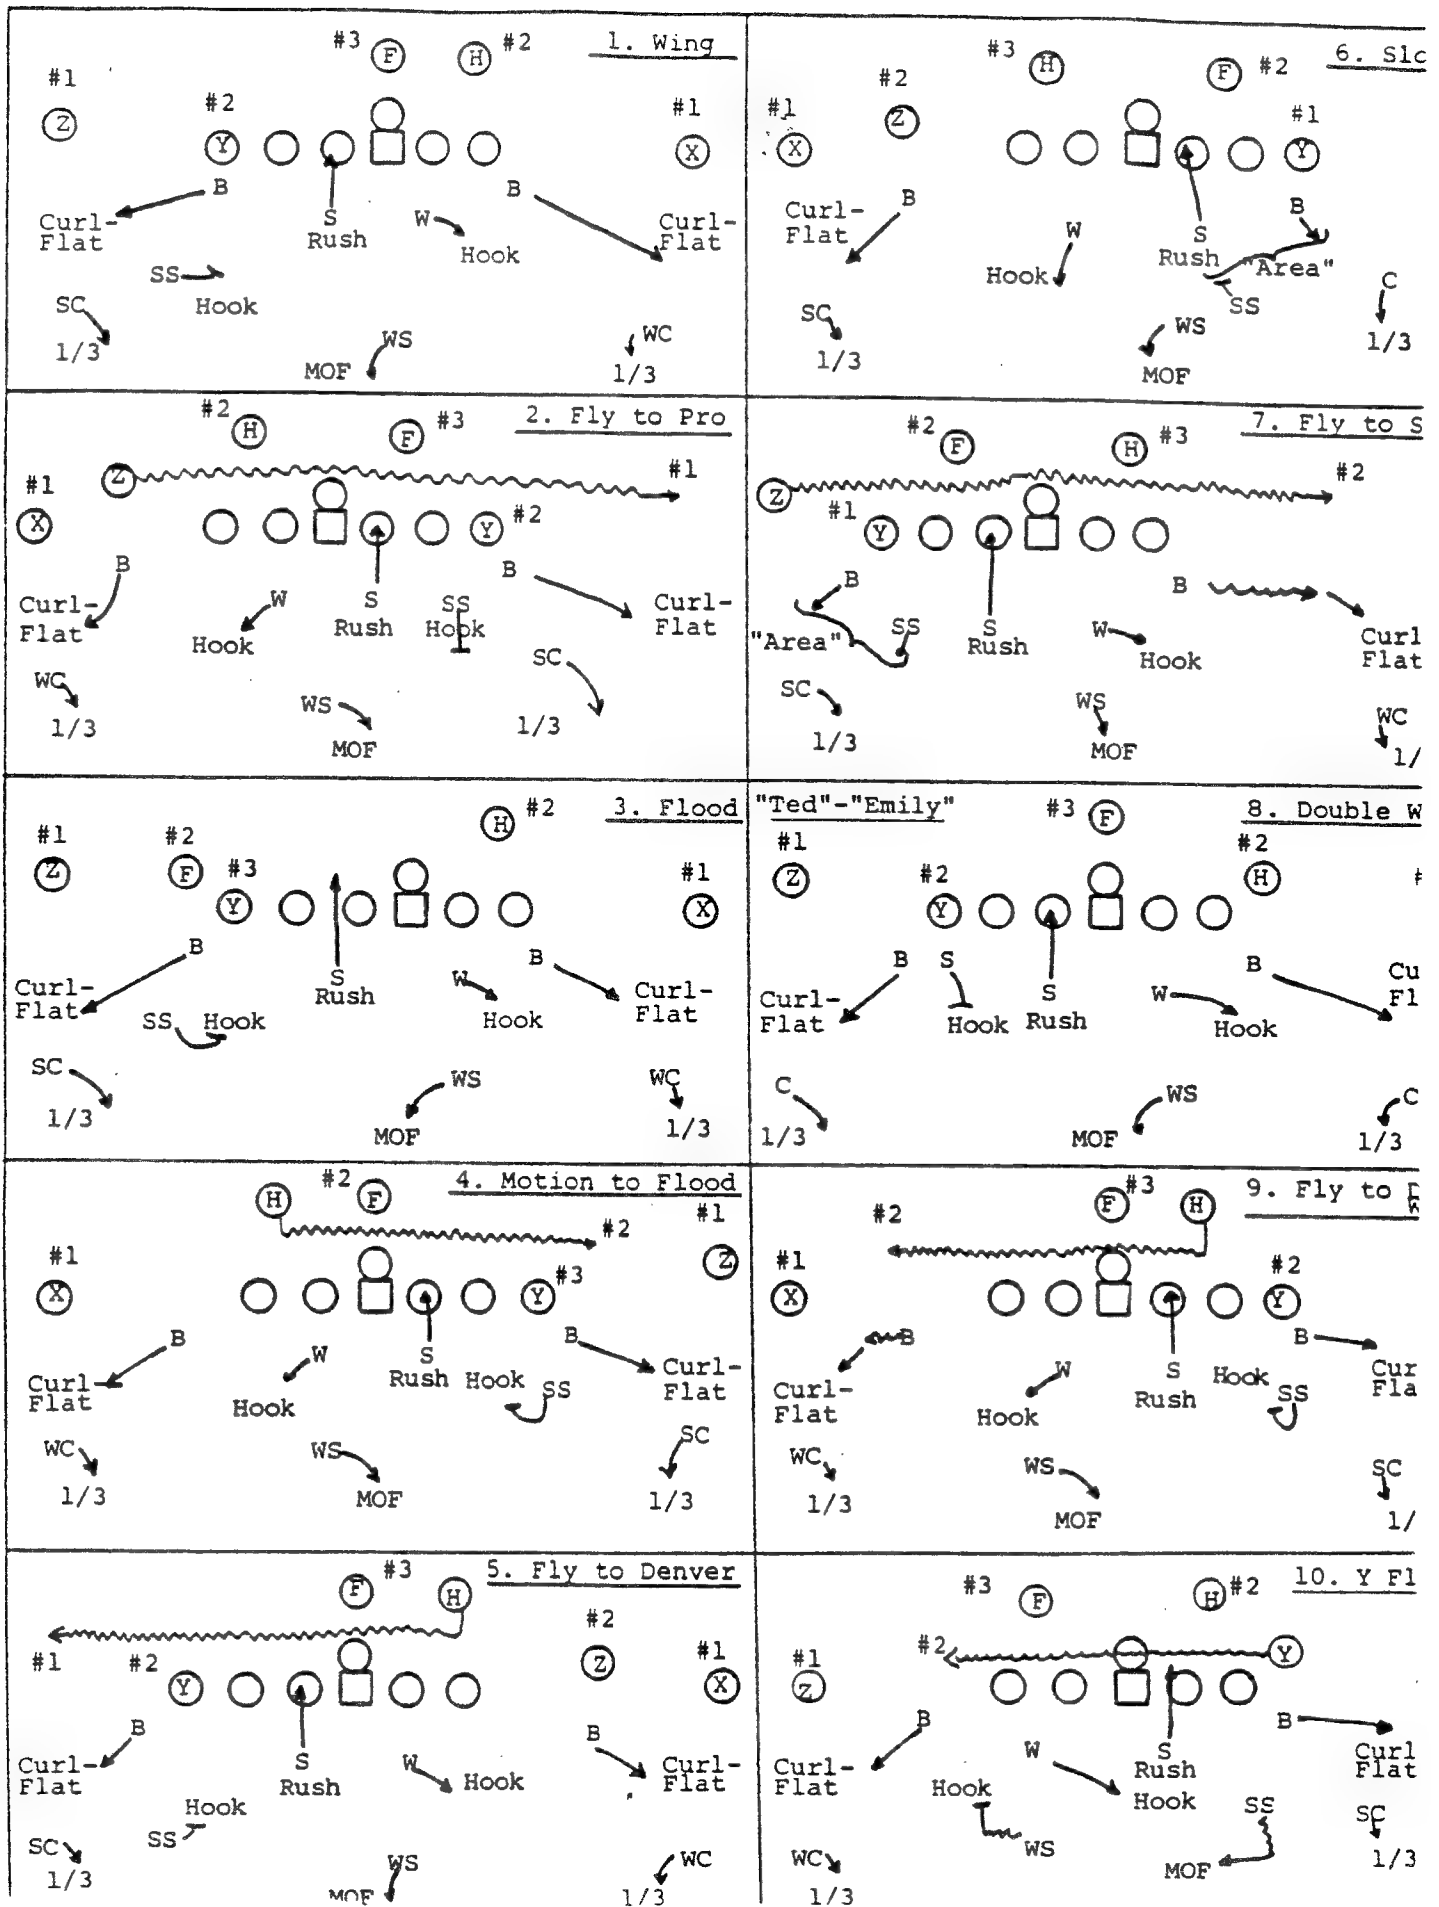 1. Wing
#3 F H #2
#1
Z
#2
Y
#1
X
B
B
Curl-
Flat
S
Rush
W
Hook
Curl-
Flat
SS
Hook
SC
1/3
WS
MOF
WC
1/3
2. Fly to Pro
#2 H F #3
Z
#1
#1
X
Y #2
B
B
Curl-
Flat
W
Hook
S
Rush
SS
Hook
Curl-
Flat
WC
1/3
WS
MOF
SC
1/3
3. Flood
H #2
#1
Z
#2
F
#3
Y
#1
X
B
B
Curl-
Flat
S
Rush
W
Hook
Curl-
Flat
SS Hook
SC
1/3
WS
MOF
WC
1/3
4. Motion to Flood
H #2 F
#2
#1
Z
#1
X
Y #3
B
B
Curl-
Flat
W
Hook
S
Rush
Hook
SS
Curl-
Flat
WC
1/3
WS
MOF
SC
1/3
5. Fly to Denver
F #3 H
#1
#2
Y
#2
Z
#1
X
B
B
Curl-
Flat
S
Rush
W
Hook
Curl-
Flat
Hook
SS
SC
1/3
WS
MOF
WC
1/3
6. Slc
#3 H
F #2
#2
Z
#1
X
#1
Y
B
B
Curl-
Flat
W
Hook
S
Rush
"Area"
SS
SC
1/3
WS
MOF
C
1/3
7. Fly to S
#2 F
H #3
Z
#2
#1
Y
B
B
"Area"
SS
S
Rush
W
Hook
Curl
Flat
SC
1/3
WS
MOF
WC
1/
"Ted"-"Emily"
8. Double W
#3 F
#1
Z
#2
H
#2
Y
B
S
B
Curl-
Flat
Hook
S
Rush
W
Hook
Cu
Fl
C
1/3
WS
MOF
C
1/3
9. Fly to D
W
F #3 H
#2
#1
X
#2
Y
B
B
Curl-
Flat
W
Hook
S
Rush
Hook
SS
Cur
Fla
WC
1/3
WS
MOF
SC
1/
10. Y Fl
#3 F
H #2
#2
Y
#1
Z
B
B
Curl-
Flat
W
Hook
S
Rush
Hook
Curl
Flat
WS
SS
MOF
WC
1/3
SC
1/3